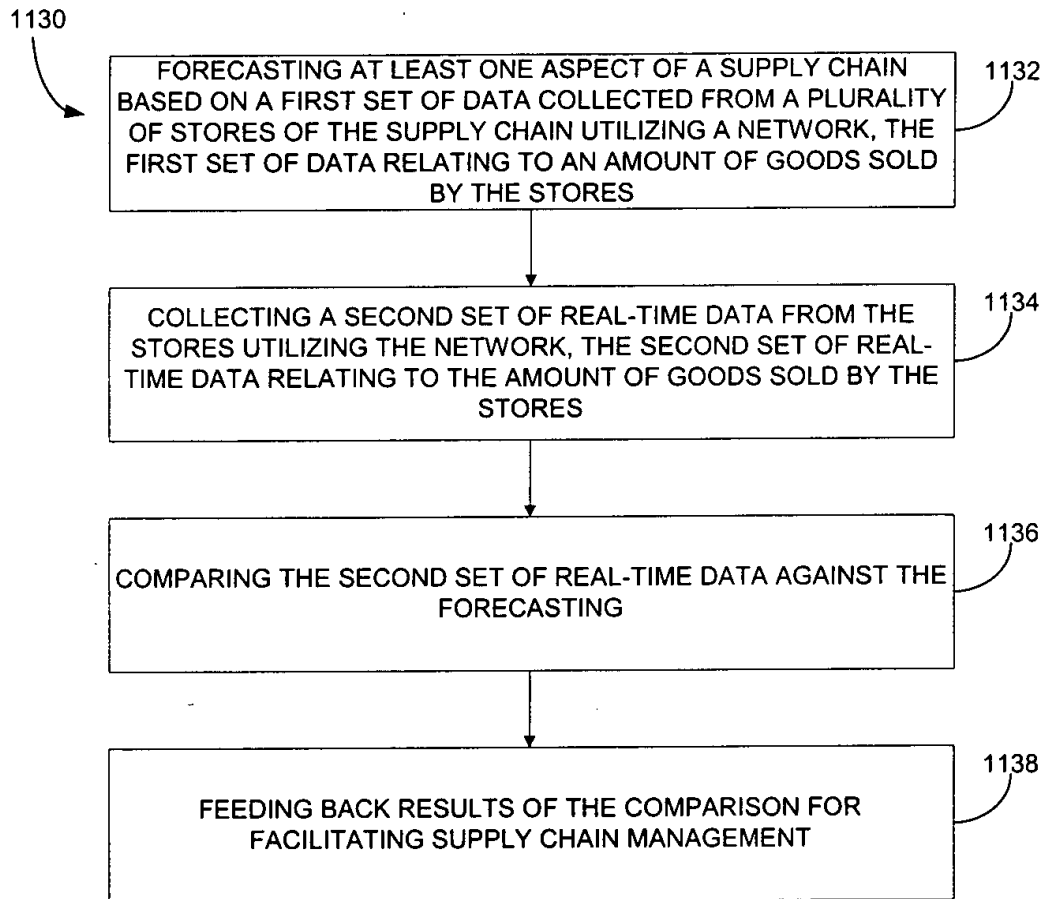 1130
FORECASTING AT LEAST ONE ASPECT OF A SUPPLY CHAIN
BASED ON A FIRST SET OF DATA COLLECTED FROM A PLURALITY
OF STORES OF THE SUPPLY CHAIN UTILIZING A NETWORK, THE
FIRST SET OF DATA RELATING TO AN AMOUNT OF GOODS SOLD
BY THE STORES
1132
COLLECTING A SECOND SET OF REAL-TIME DATA FROM THE
STORES UTILIZING THE NETWORK, THE SECOND SET OF REAL-
TIME DATA RELATING TO THE AMOUNT OF GOODS SOLD BY THE
STORES
1134
COMPARING THE SECOND SET OF REAL-TIME DATA AGAINST THE
FORECASTING
1136
FEEDING BACK RESULTS OF THE COMPARISON FOR
FACILITATING SUPPLY CHAIN MANAGEMENT
1138